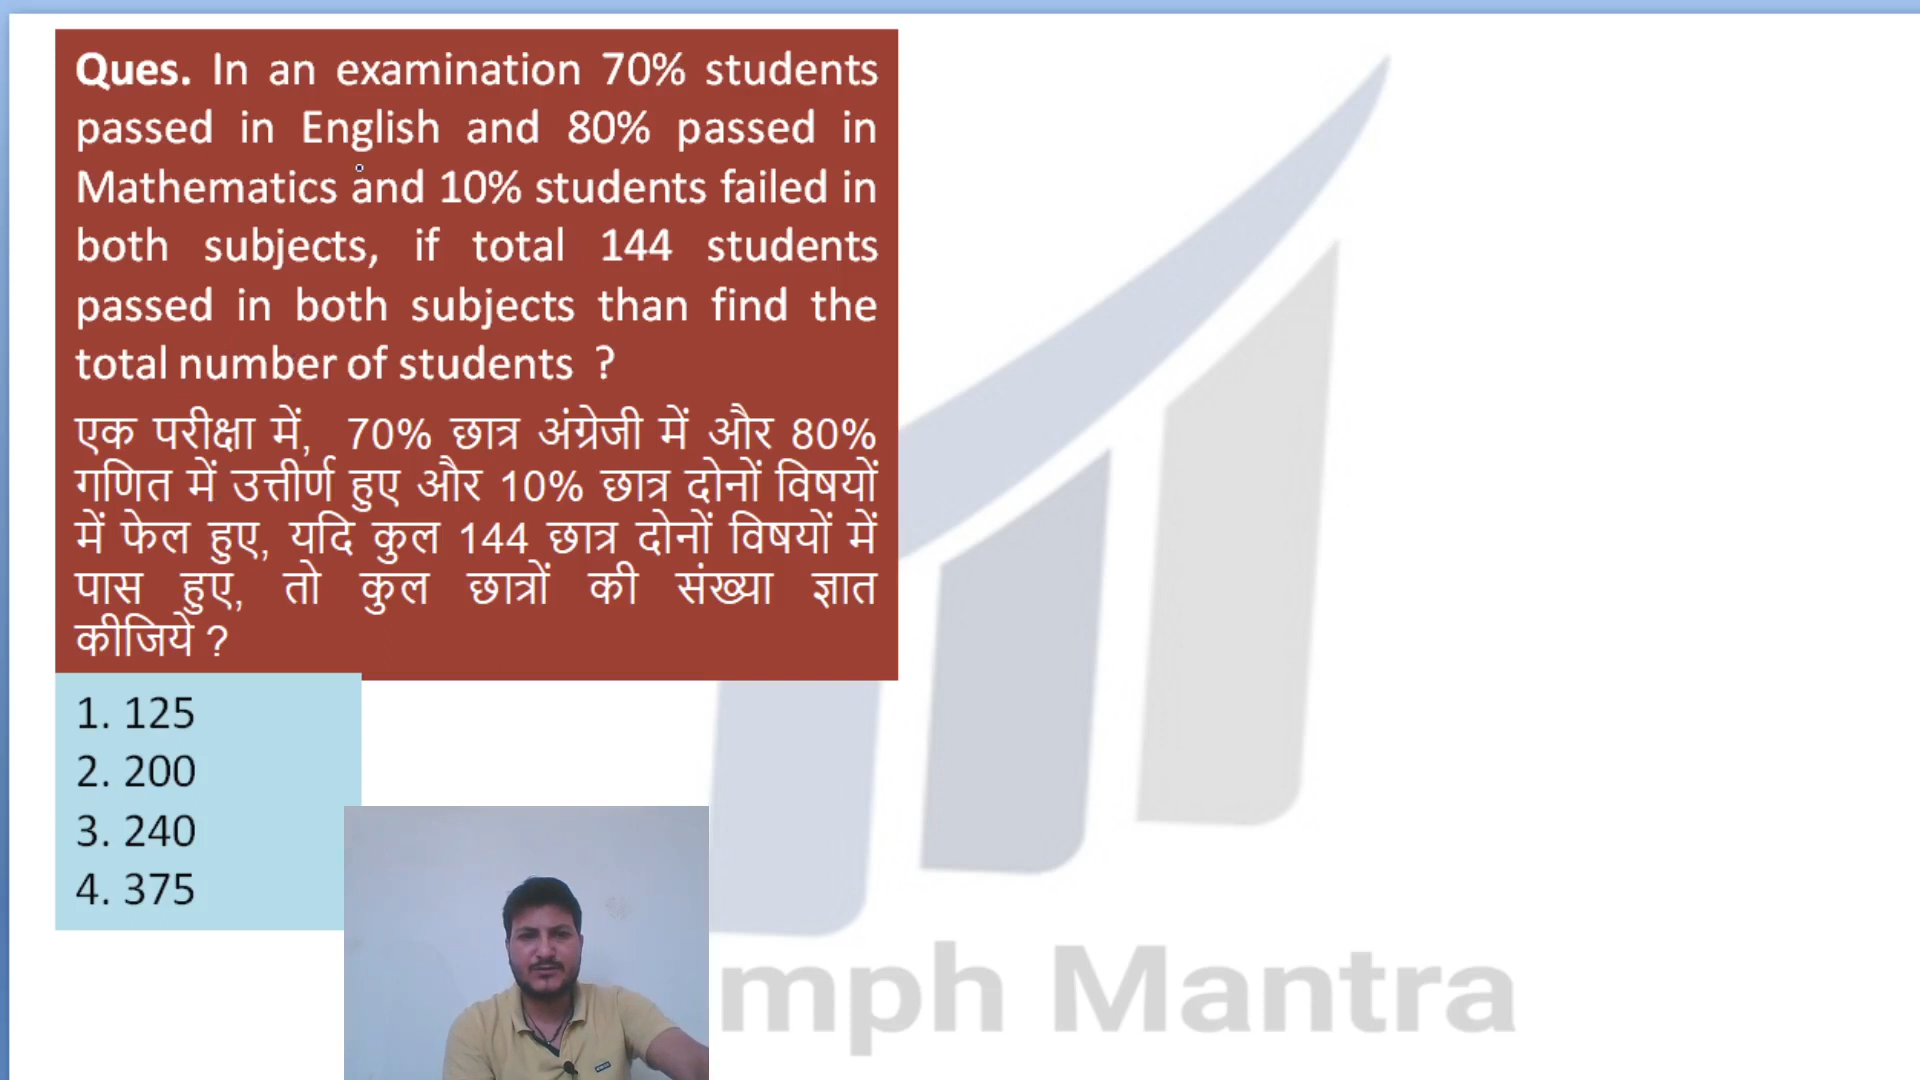 Ques. In an examination 70% students
passed in English and 80% passed in
Mathematics and 10% students failed in
both subjects, if total 144 students
passed in both subjects than find the
total number of students ?
एक परीक्षा में, 70% छात्र अंग्रेजी में और 80%
गणित में उत्तीर्ण हुए और 10% छात्र दोनों विषयों
में फेल हुए, यदि कुल 144 छात्र दोनों विषयों में
पास हुए, तो कुल छात्रों की संख्या ज्ञात
कीजिये ?
1. 125
2. 200
3. 240
4. 375
mph Mantra